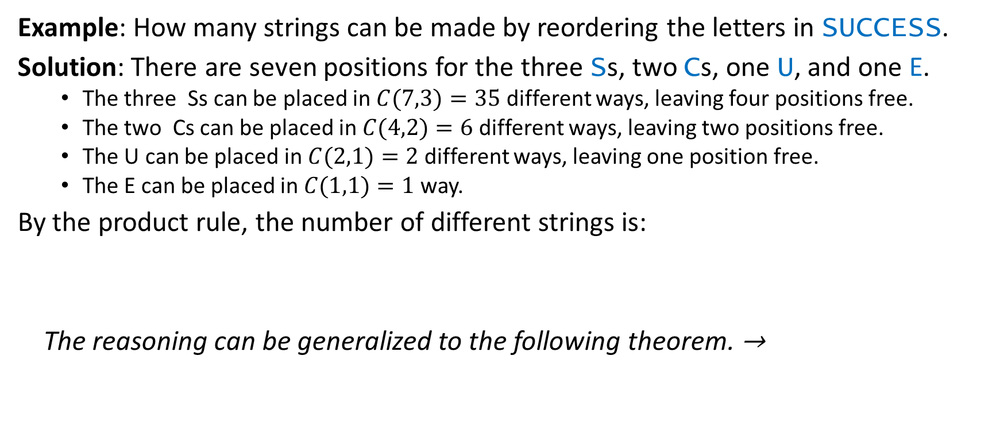 Example: How many strings can be made by reordering the letters in SUCCESS.
Solution: There are seven positions for the three Ss, two Cs, one U, and one E.
• The three Ss can be placed in C(7,3) = 35 different ways, leaving four positions free.
• The two Cs can be placed in C(4,2) = 6 different ways, leaving two positions free.
• The U can be placed in C(2,1) = 2 different ways, leaving one position free.
• The E can be placed in C(1,1) = 1 way.
By the product rule, the number of different strings is:
The reasoning can be generalized to the following theorem. →